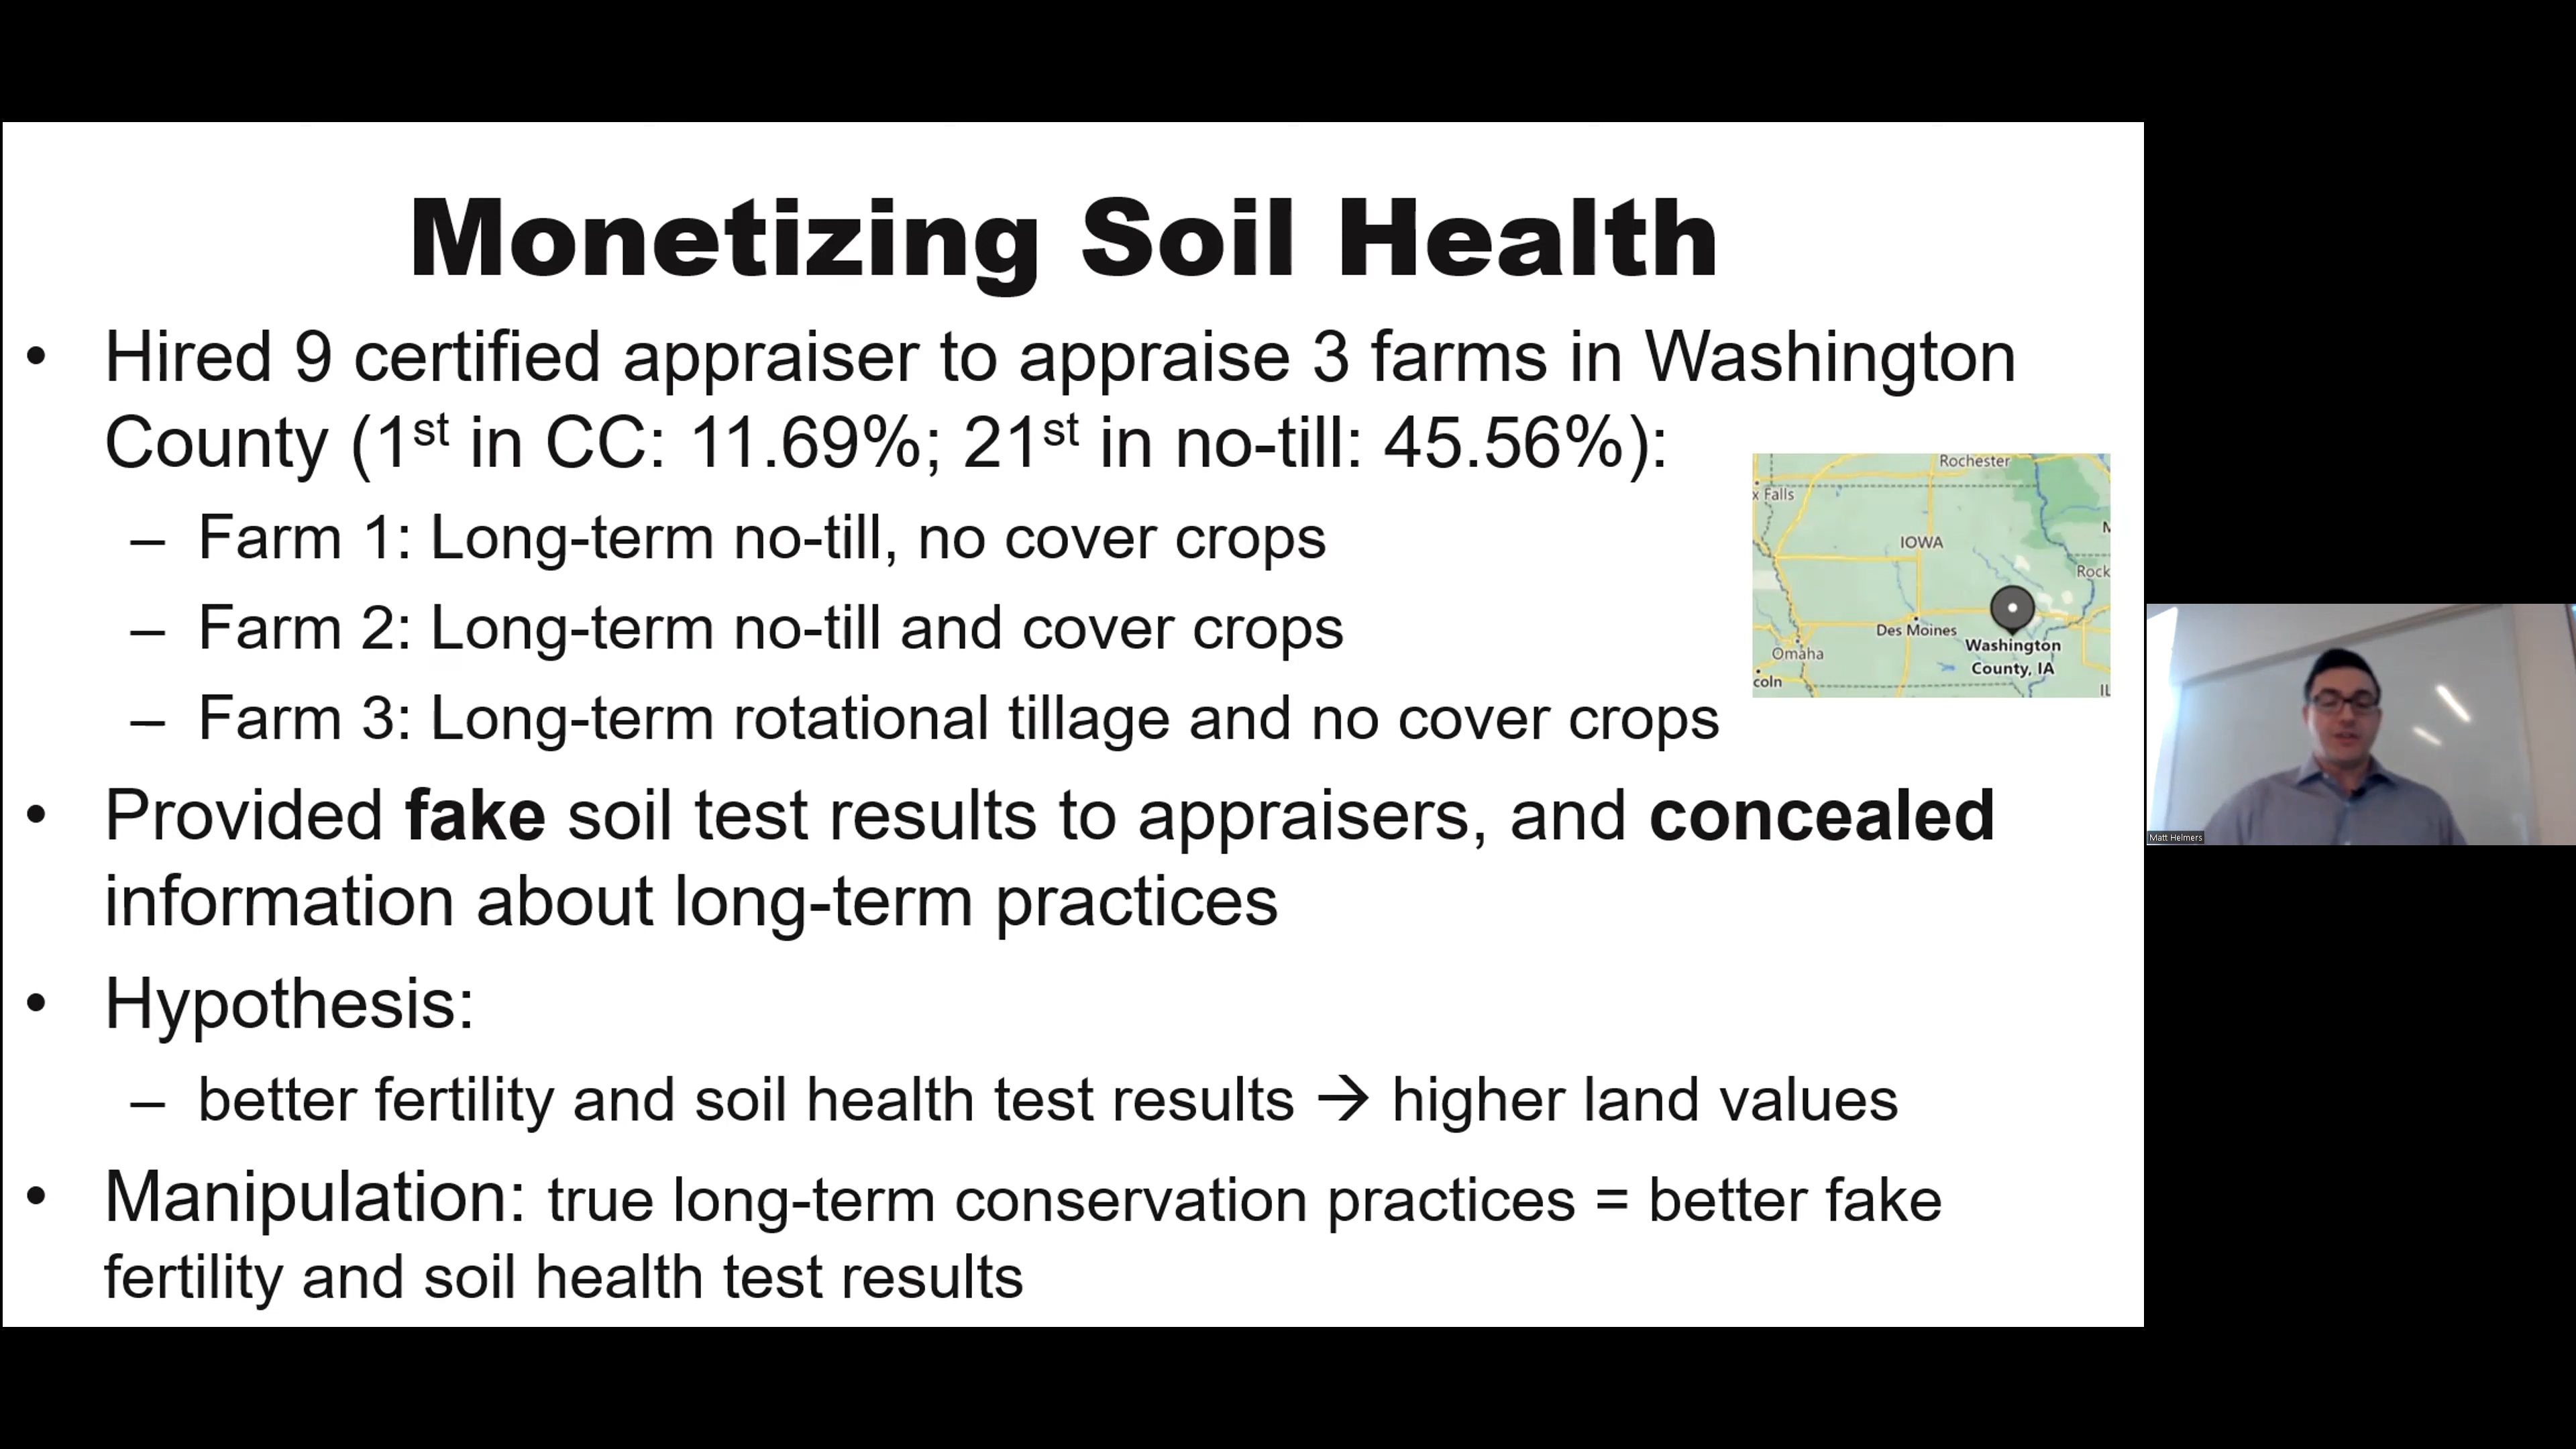 Monetizing Soil Health
• Hired 9 certified appraiser to appraise 3 farms in Washington
County (1st in CC: 11.69%; 21st in no-till: 45.56%):
– Farm 1: Long-term no-till, no cover crops
– Farm 2: Long-term no-till and cover crops
– Farm 3: Long-term rotational tillage and no cover crops
• Provided fake soil test results to appraisers, and concealed
information about long-term practices
• Hypothesis:
– better fertility and soil health test results → higher land values
• Manipulation: true long-term conservation practices = better fake
fertility and soil health test results
Rochester
x Falls
IOWA
Rock
Des Moines
Washington
County, IA
Omaha
coln
IL
Matt Helmers